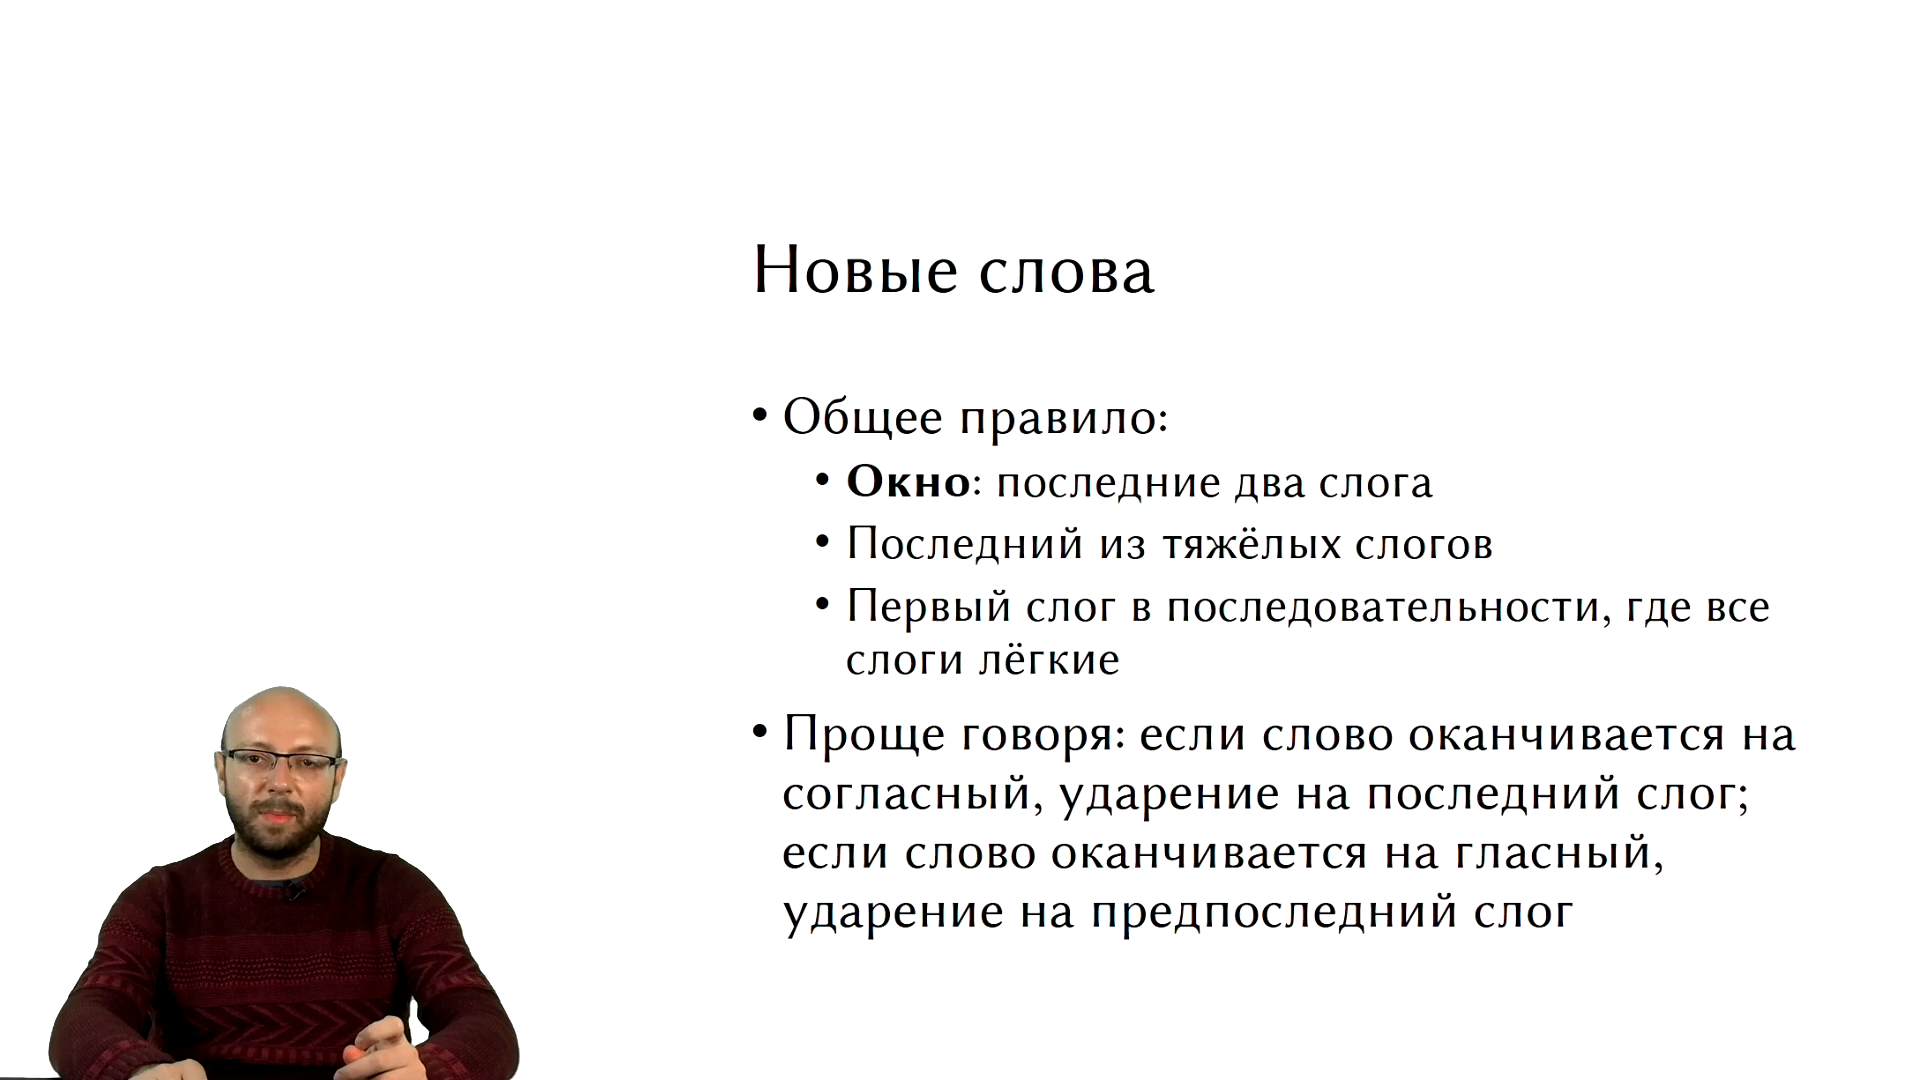 Новые слова
• Общее правило:
• Окно: последние два слога
• Последний из тяжёлых слогов
• Первый слог в последовательности, где все
слоги лёгкие
• Проще говоря: если слово оканчивается на
согласный, ударение на последний слог;
если слово оканчивается на гласный,
ударение на предпоследний слог